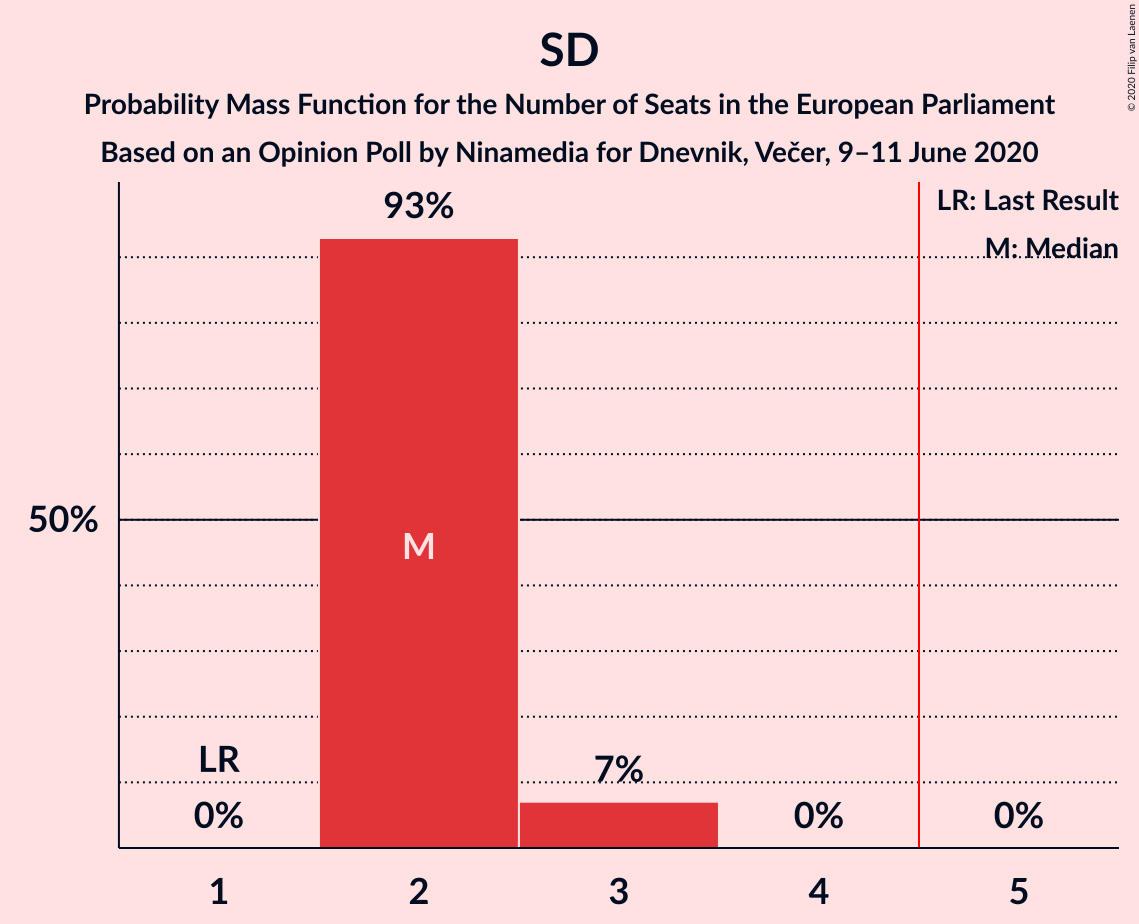 SD
Probability Mass Function for the Number of Seats in the European Parliament
Based on an Opinion Poll by Ninamedia for Dnevnik, Večer, 9–11 June 2020
© 2020 Filip van Laenen
LR: Last Result
M: Median
93%
50%
M
LR
0%
7%
0%
0%
1
2
3
4
5